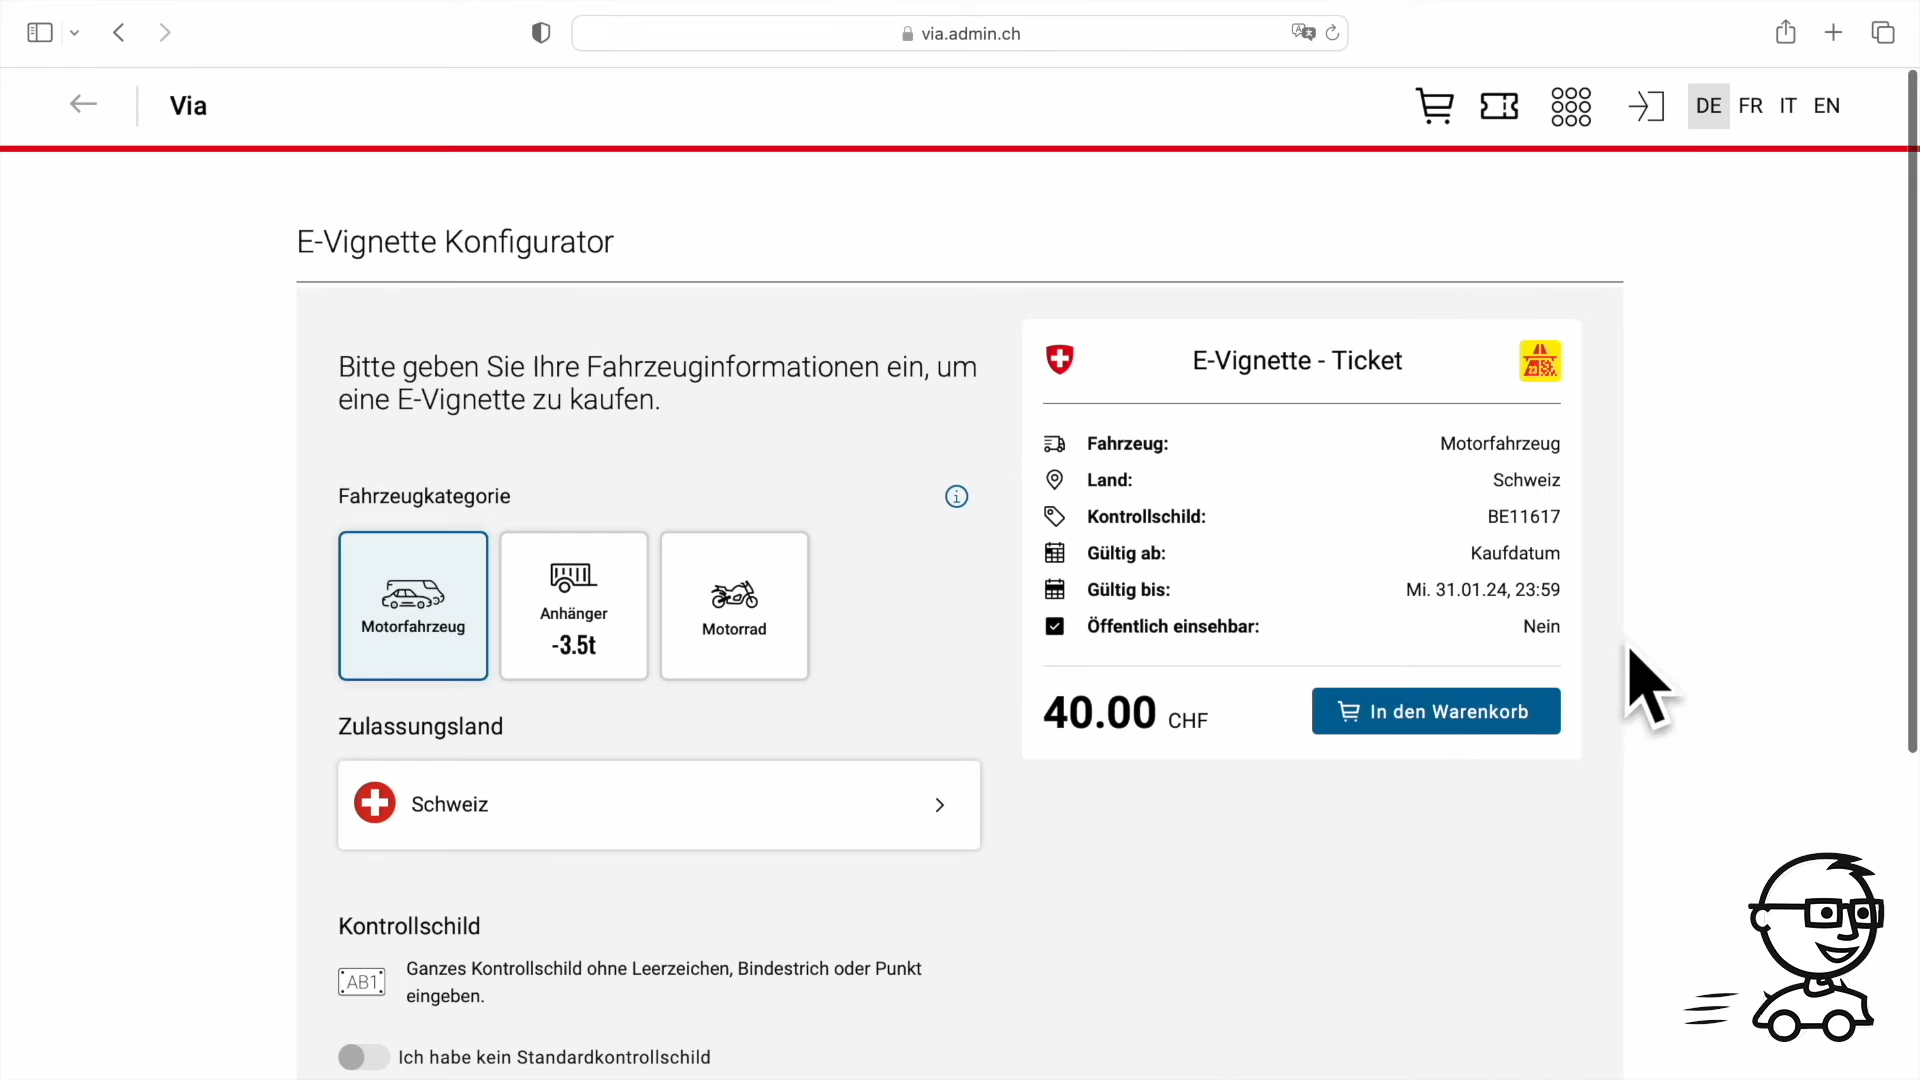 via.admin.ch
Via
DE FR IT EN
E-Vignette Konfigurator
Bitte geben Sie Ihre Fahrzeuginformationen ein, um
eine E-Vignette zu kaufen.
Fahrzeugkategorie
Motorfahrzeug
Anhänger
-3.5t
Motorrad
Zulassungsland
Schweiz
Kontrollschild
AB1
Ganzes Kontrollschild ohne Leerzeichen, Bindestrich oder Punkt
eingeben.
Ich habe kein Standardkontrollschild
E-Vignette - Ticket
Fahrzeug: Motorfahrzeug
Land: Schweiz
Kontrollschild: BE11617
Gültig ab: Kaufdatum
Gültig bis: Mi. 31.01.24, 23:59
Öffentlich einsehbar: Nein
40.00 CHF
In den Warenkorb